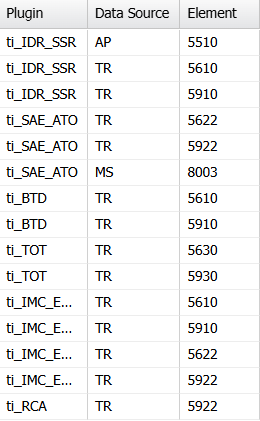 Plugin Data Source Element
ti_IDR_SSR AP 5510
ti_IDR_SSR TR 5610
ti_IDR_SSR TR 5910
ti_SAE_ATO TR 5622
ti_SAE_ATO TR 5922
ti_SAE_ATO MS 8003
ti_BTD TR 5610
ti_BTD TR 5910
ti_TOT TR 5630
ti_TOT TR 5930
ti_IMC_E... TR 5610
ti_IMC_E... TR 5910
ti_IMC_E... TR 5622
ti_IMC_E... TR 5922
ti_RCA TR 5922